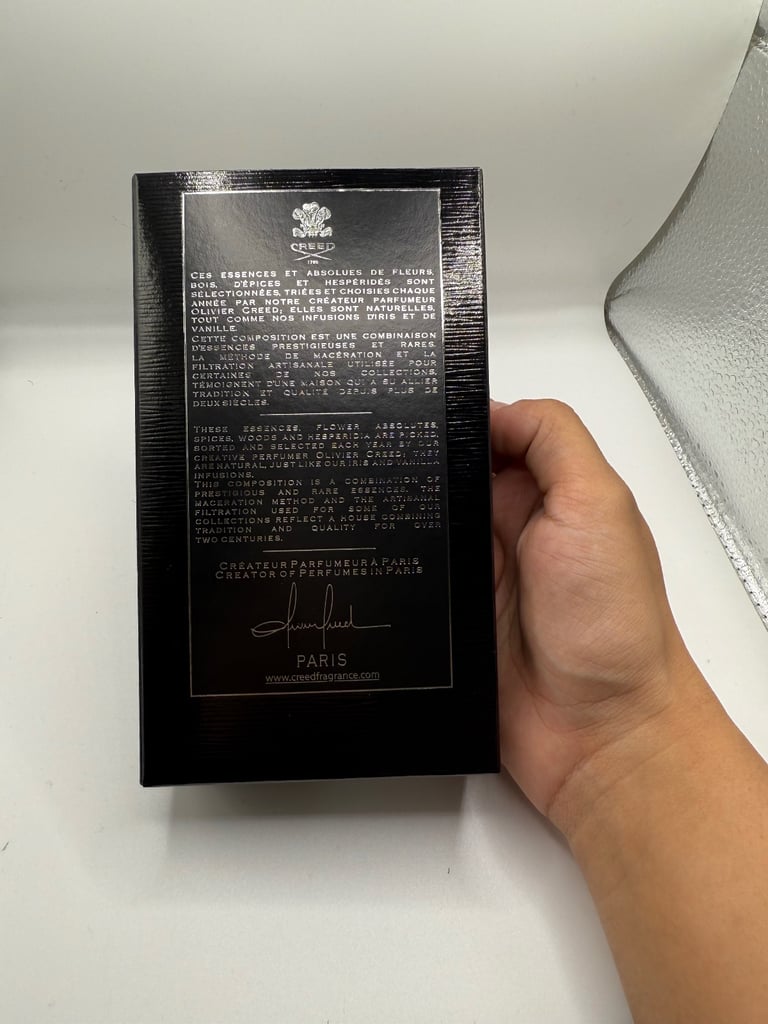 CREED
1760
CES ESSENCES ET ABSOLUES DE FLEURS,
BOIS, D'ÉPICES ET HESPÉRIDÉS SONT
SÉLECTIONNÉES, TRIÉES ET CHOISIES CHAQUE
ANNÉE PAR NOTRE CRÉATEUR PARFUMEUR
OLIVIER CREED; ELLES SONT NATURELLES,
TOUT COMME NOS INFUSIONS D'IRIS ET DE
VANILLE.
CETTE COMPOSITION EST UNE COMBINAISON
D'ESSENCES PRESTIGIEUSES ET RARES.
LA MÉTHODE DE MACÉRATION ET LA
FILTRATION ARTISANALE UTILISÉE POUR
CERTAINES DE NOS COLLECTIONS,
TÉMOIGNENT D'UNE MAISON QUI A SU ALLIER
TRADITION ET QUALITÉ DEPUIS PLUS DE
DEUX SIÈCLES.
THESE ESSENCES, FLOWER ABSOLUTES,
SPICES, WOODS AND HESPERIDIA ARE PICKED,
SORTED AND SELECTED EACH YEAR BY OUR
CREATIVE PERFUMER OLIVIER CREED; THEY
ARE NATURAL, JUST LIKE OUR IRIS AND VANILLA
INFUSIONS.
THIS COMPOSITION IS A COMBINATION OF
PRESTIGIOUS AND RARE ESSENCES. THE
MACERATION METHOD AND THE ARTISANAL
FILTRATION USED FOR SOME OF OUR
COLLECTIONS REFLECT A HOUSE COMBINING
TRADITION AND QUALITY FOR OVER
TWO CENTURIES.
CRÉATEUR PARFUMEUR À PARIS
CREATOR OF PERFUMES IN PARIS
PARIS
www.creedfragrance.com